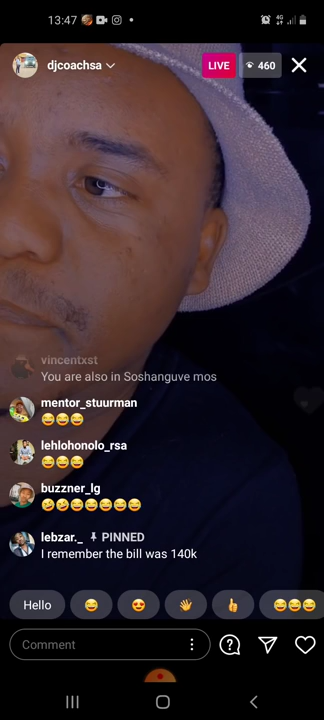 13:47
djcoachsa
LIVE
460
vincentxst
You are also in Soshanguve mos
mentor_stuurman
😂😂😂
lehlohonolo_rsa
😂😂😂
buzzner_lg
🤣🤣😂😂😂😂😂
lebzar._ PINNED
I remember the bill was 140k
Hello
Comment